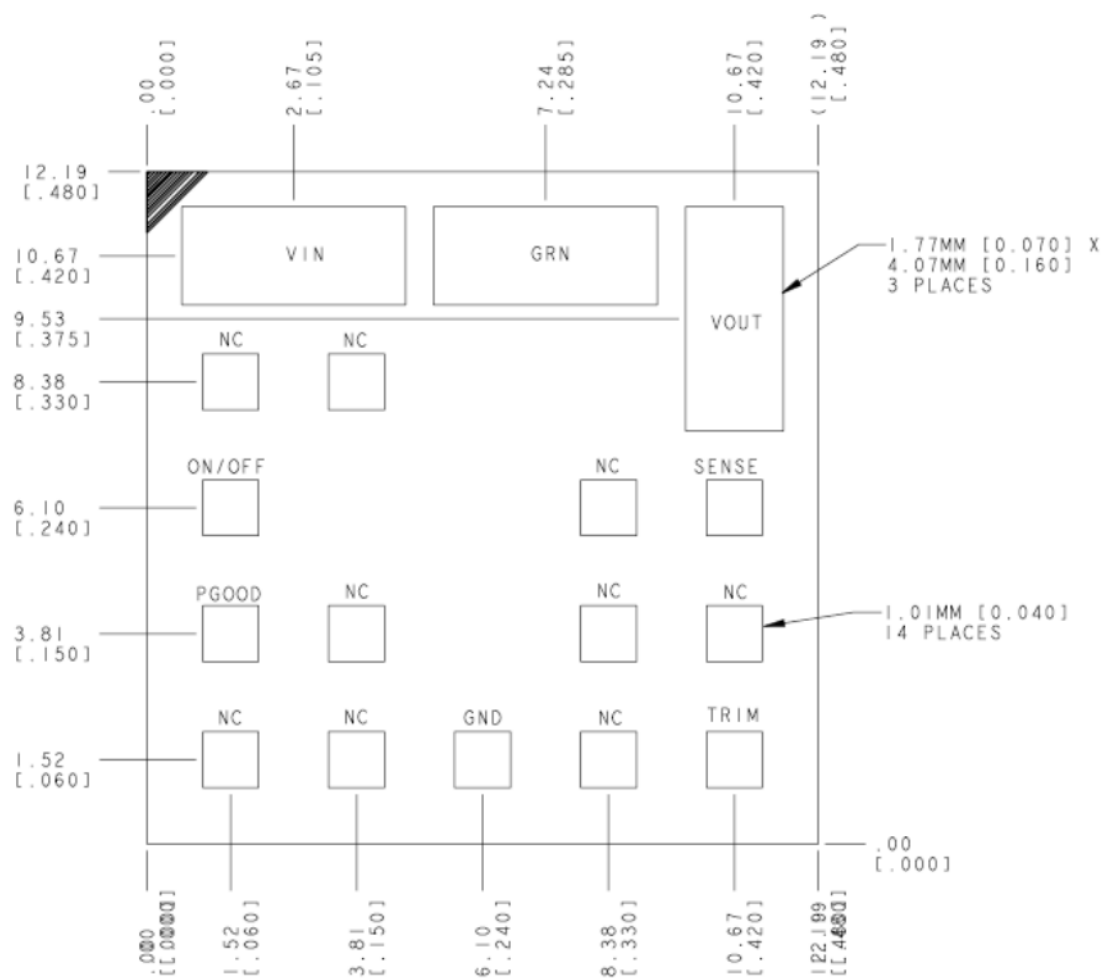 .00
[.0000]
2.67
[.105]
7.24
[.285]
10.67
[.420]
(12.19 )
[.480]
12.19
[.480]
10.67
[.420]
VIN
GRN
1.77MM [0.070] X
4.07MM [0.160]
3 PLACES
9.53
[.375]
VOUT
NC
NC
8.38
[.330]
ON/OFF
NC
SENSE
6.10
[.240]
PGOOD
NC
NC
NC
3.81
[.150]
1.01MM [0.040]
14 PLACES
NC
NC
GND
NC
TRIM
1.52
[.060]
.00
[.000]
1.52
[.060]
3.81
[.150]
6.10
[.240]
8.38
[.330]
10.67
[.420]